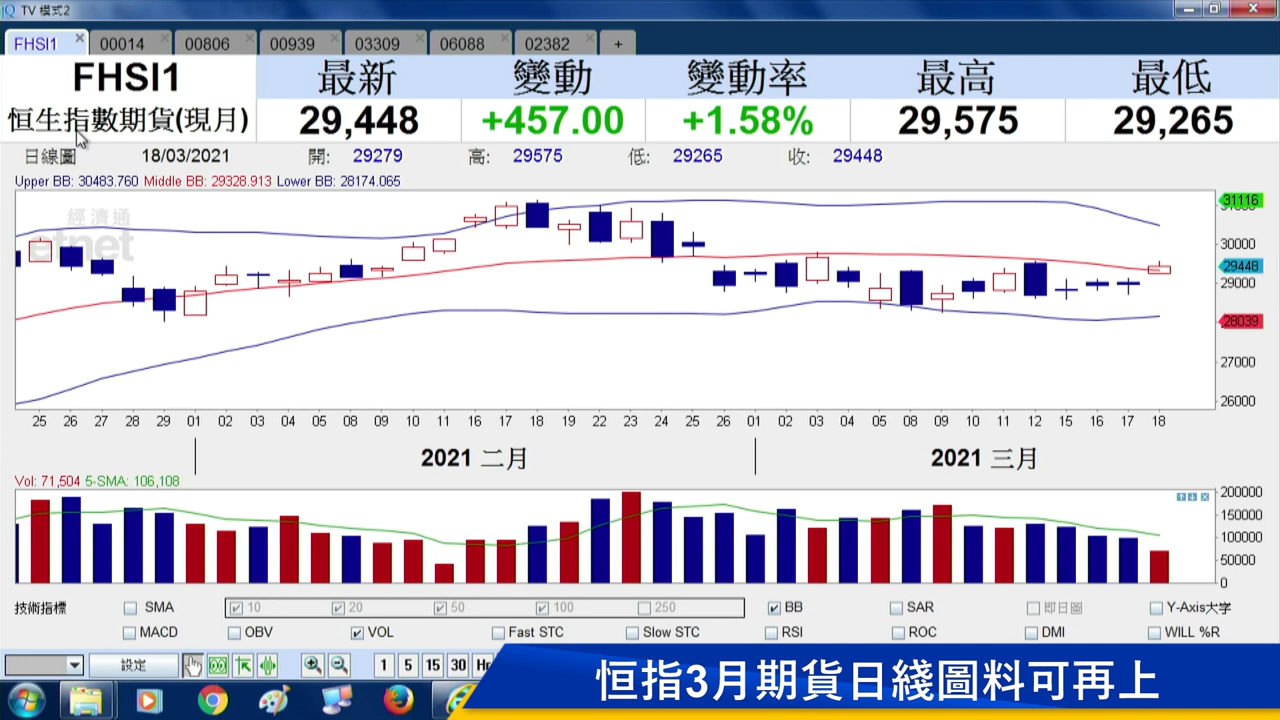 TV 模式2
FHSI1 00014 00806 00939 03309 06088 02382 +
FHSI1 最新 變動 變動率 最高 最低
恒生指數期貨(現月) 29,448 +457.00 +1.58% 29,575 29,265
日線圖 18/03/2021 開: 29279 高: 29575 低: 29265 收: 29448
Upper BB: 30483.760 Middle BB: 29328.913 Lower BB: 28174.065
經濟通
etnet
31116
30000
29448
29000
28039
27000
26000
25 26 27 28 29 01 02 03 04 05 08 09 10 11 16 17 18 19 22 23 24 25 26 01 02 03 04 05 08 09 10 11 12 15 16 17 18
2021 二月 2021 三月
Vol: 71,504 5-SMA: 106,108
200000
150000
100000
50000
0
技術指標 SMA 10 20 50 100 250 BB SAR 即日圖 Y-Axis大字
MACD OBV VOL Fast STC Slow STC RSI ROC DMI WILL %R
設定 1 5 15 30 Hr
恒指3月期貨日綫圖料可再上